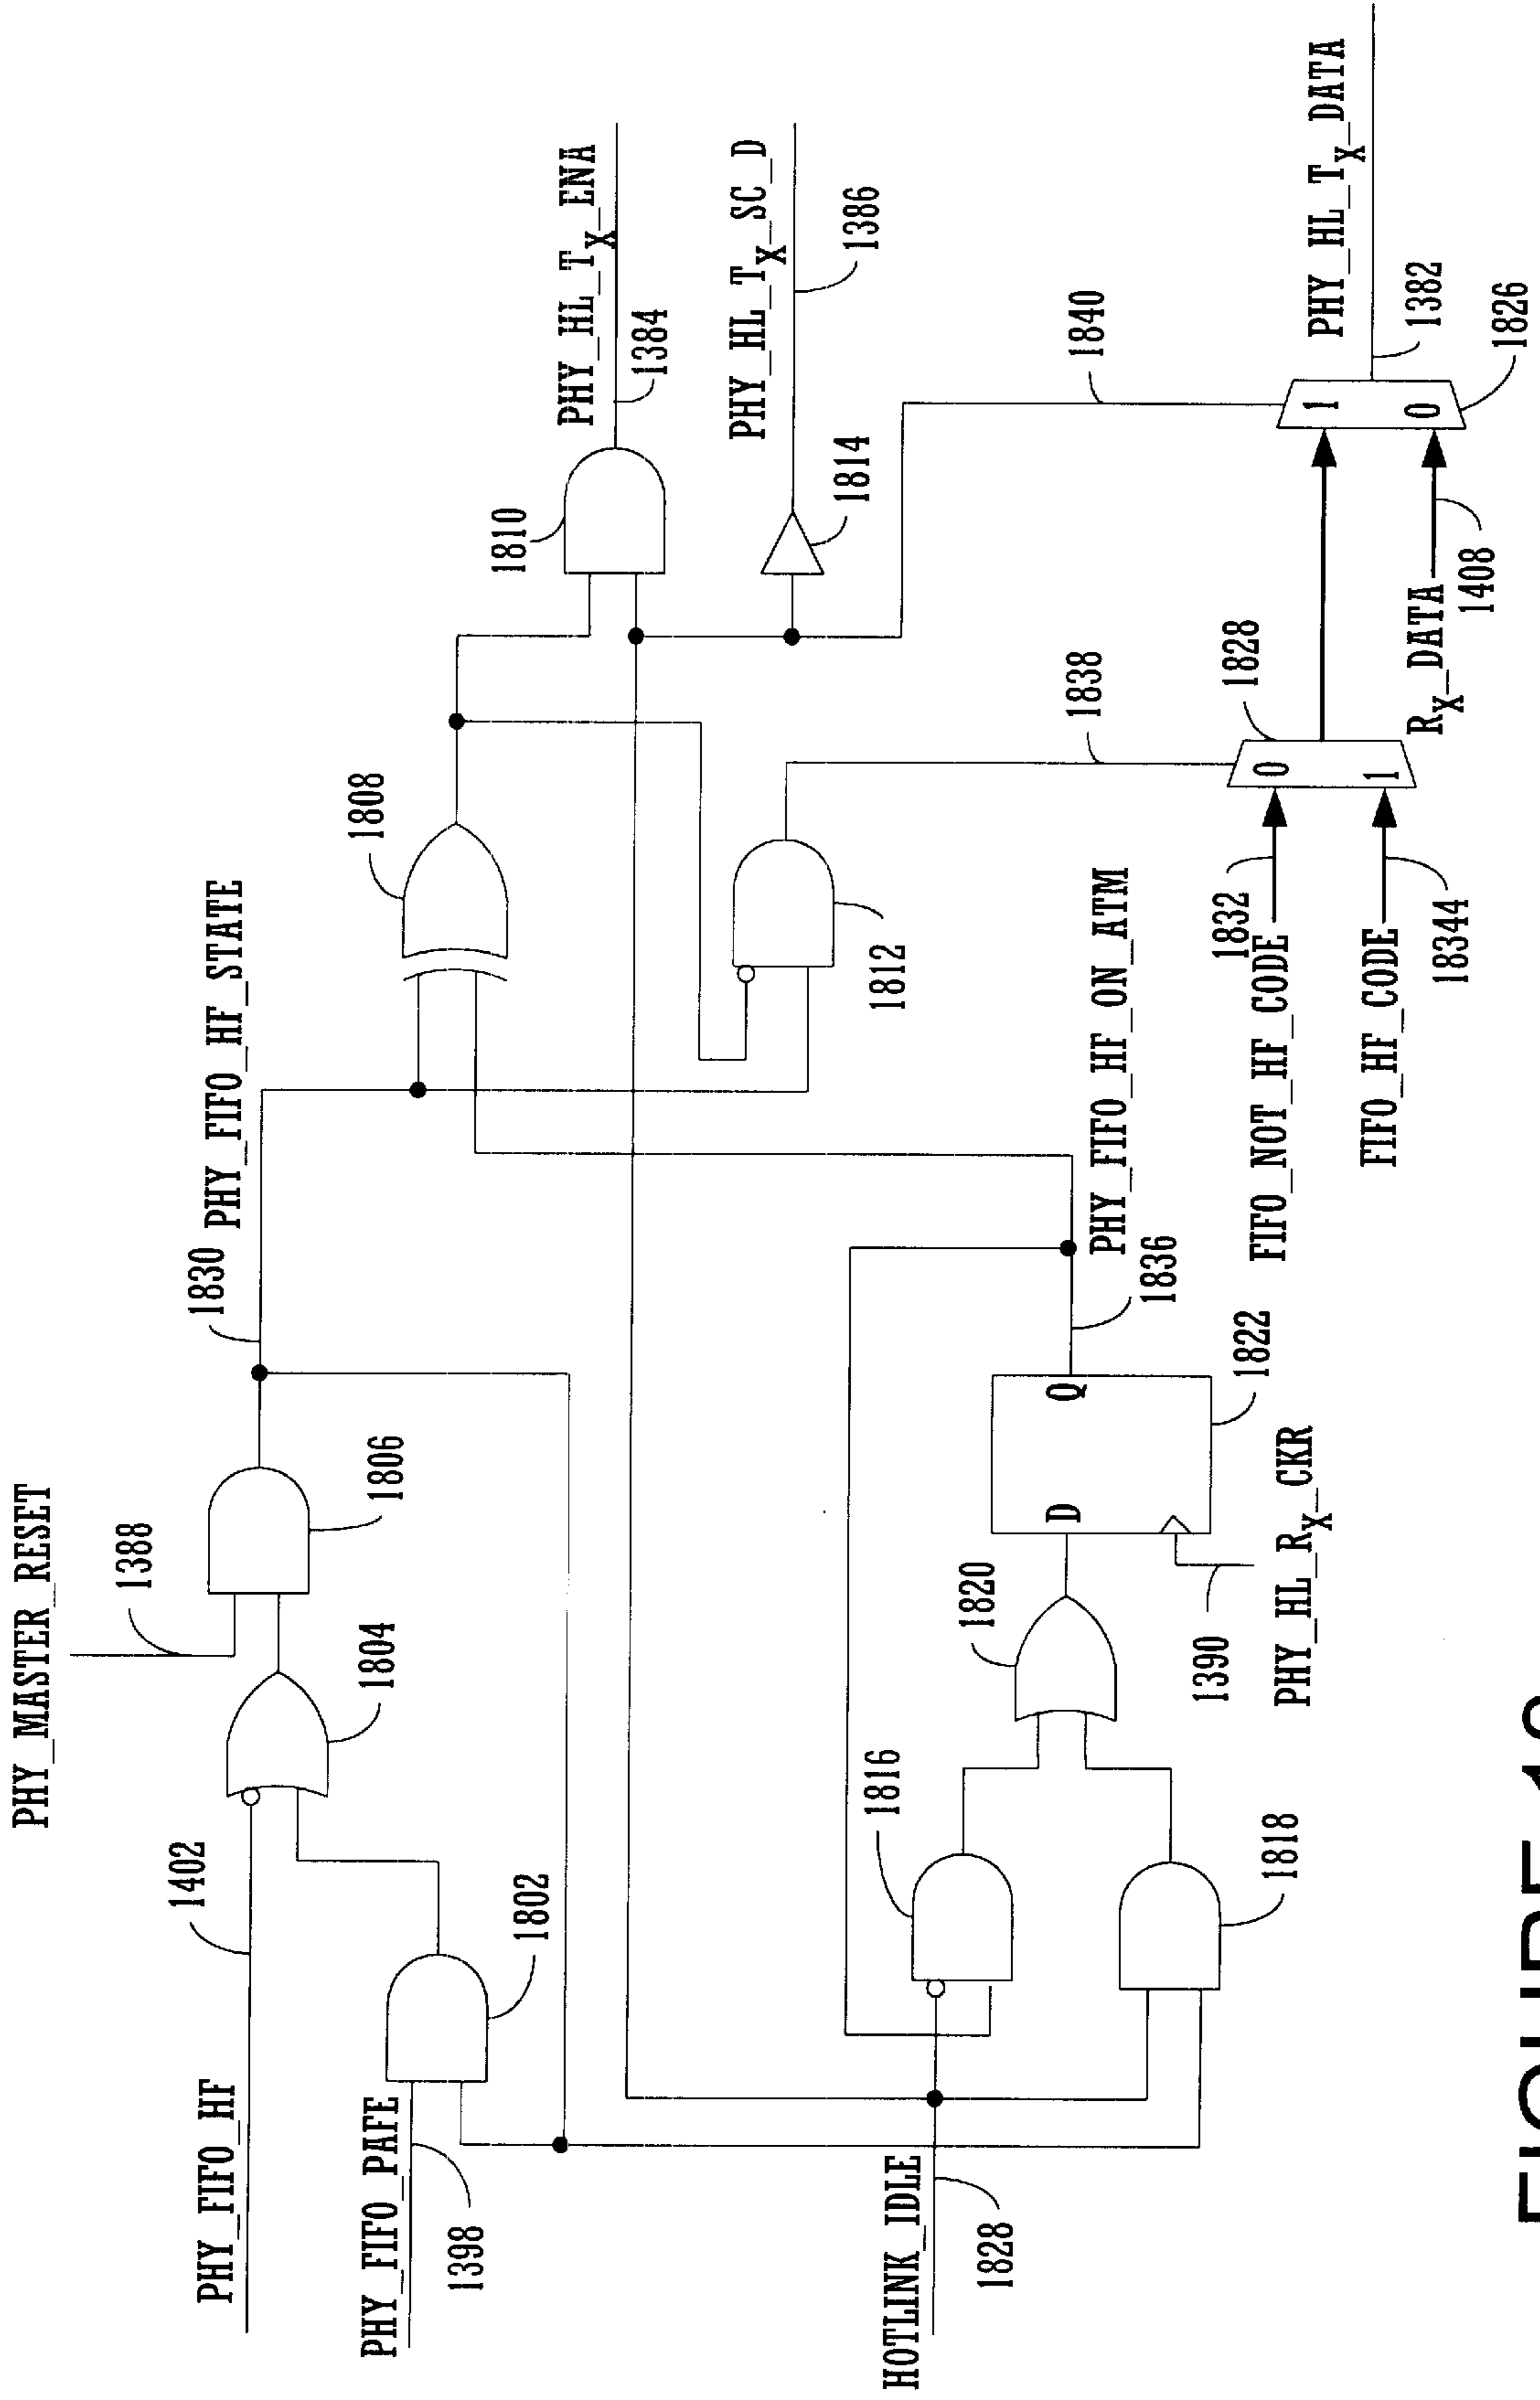 PHY_MASTER_RESET
1388
PHY_FIFO_HF
1402
1804
1806
1830
PHY_FIFO_HF_STATE
1808
PHY_FIFO_PAFE
1398
1802
1810
PHY_HL_TX_ENA
1384
PHY_HL_TX_SC_D
1386
1814
1812
HOTLINK_IDLE
1828
1816
1818
1820
D
Q
1822
1390
PHY_HL_RX_CKR
1836
PHY_FIFO_HF_ON_ATM
1838
1840
1832
FIFO_NOT_HF_CODE
FIFO_HF_CODE
18344
0
1
1828
RX_DATA
1408
1
0
PHY_HL_TX_DATA
1382
1826